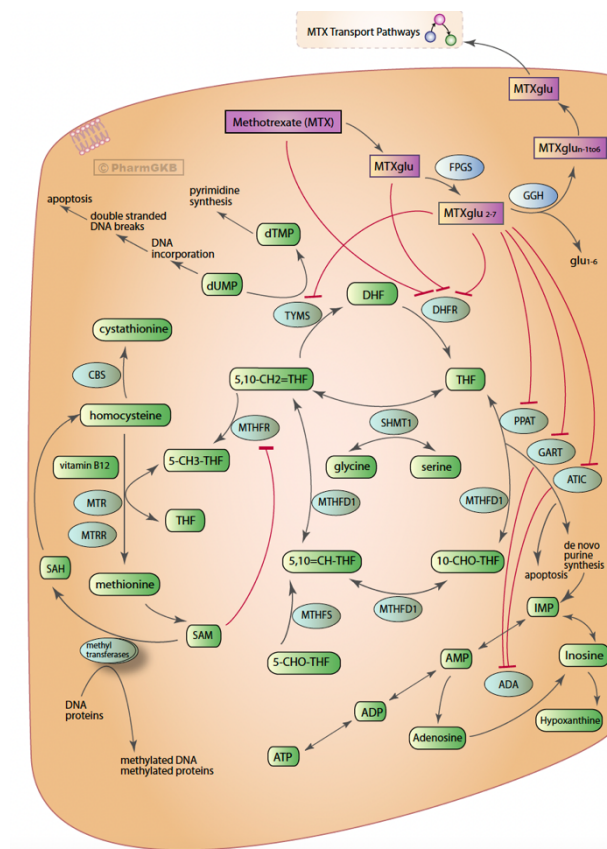 MTX Transport Pathways
MTXglu
Methotrexate (MTX)
© PharmGKB
MTXglu
FPGS
MTXglun-1to6
GGH
MTXglu 2-7
glu1-6
pyrimidine
synthesis
apoptosis
double stranded
DNA breaks
dTMP
DNA
incorporation
dUMP
DHF
TYMS
DHFR
cystathionine
CBS
5,10-CH2=THF
THF
homocysteine
MTHFR
SHMT1
PPAT
GART
ATIC
vitamin B12
5-CH3-THF
glycine
serine
MTR
MTHFD1
MTHFD1
THF
MTRR
de novo
purine
synthesis
SAH
methionine
5,10=CH-THF
10-CHO-THF
apoptosis
MTHFS
MTHFD1
IMP
SAM
methyl
transferases
5-CHO-THF
AMP
Inosine
ADA
DNA
proteins
ADP
Adenosine
Hypoxanthine
ATP
methylated DNA
methylated proteins